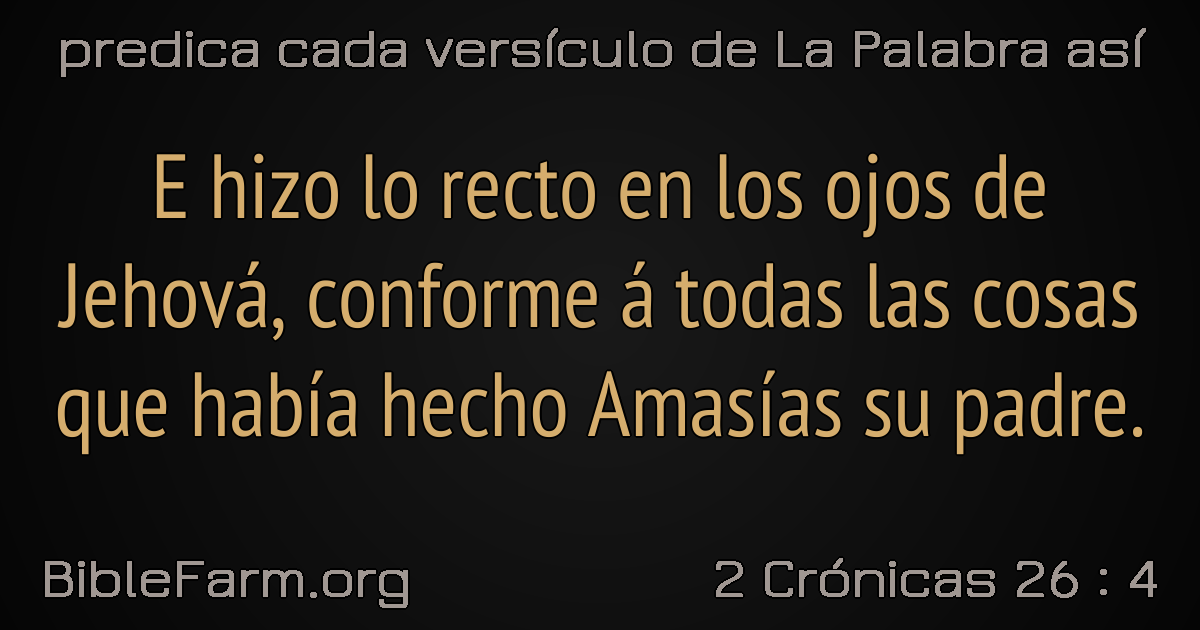 predica cada versículo de La Palabra así
E hizo lo recto en los ojos de
Jehová, conforme á todas las cosas
que había hecho Amasías su padre.
BibleFarm.org
2 Crónicas 26 : 4